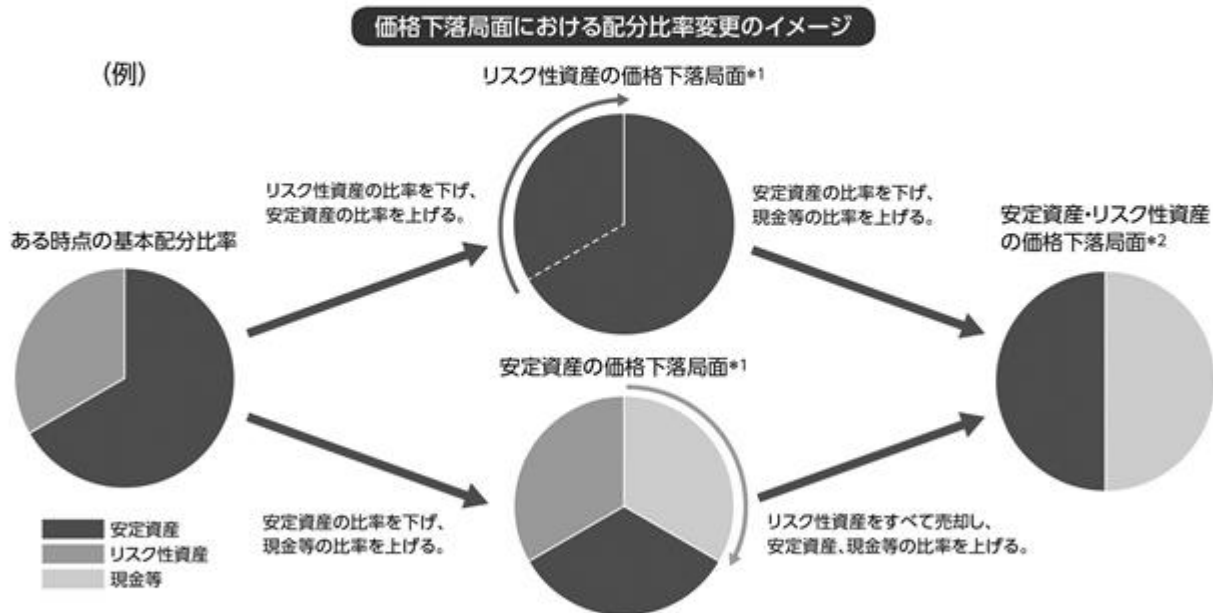 価格下落局面における配分比率変更のイメージ
(例)
リスク性資産の価格下落局面*1
リスク性資産の比率を下げ、
安定資産の比率を上げる。
安定資産の比率を下げ、
現金等の比率を上げる。
ある時点の基本配分比率
安定資産・リスク性資産
の価格下落局面*2
安定資産の価格下落局面*1
安定資産の比率を下げ、
現金等の比率を上げる。
リスク性資産をすべて売却し、
安定資産、現金等の比率を上げる。
安定資産
リスク性資産
現金等